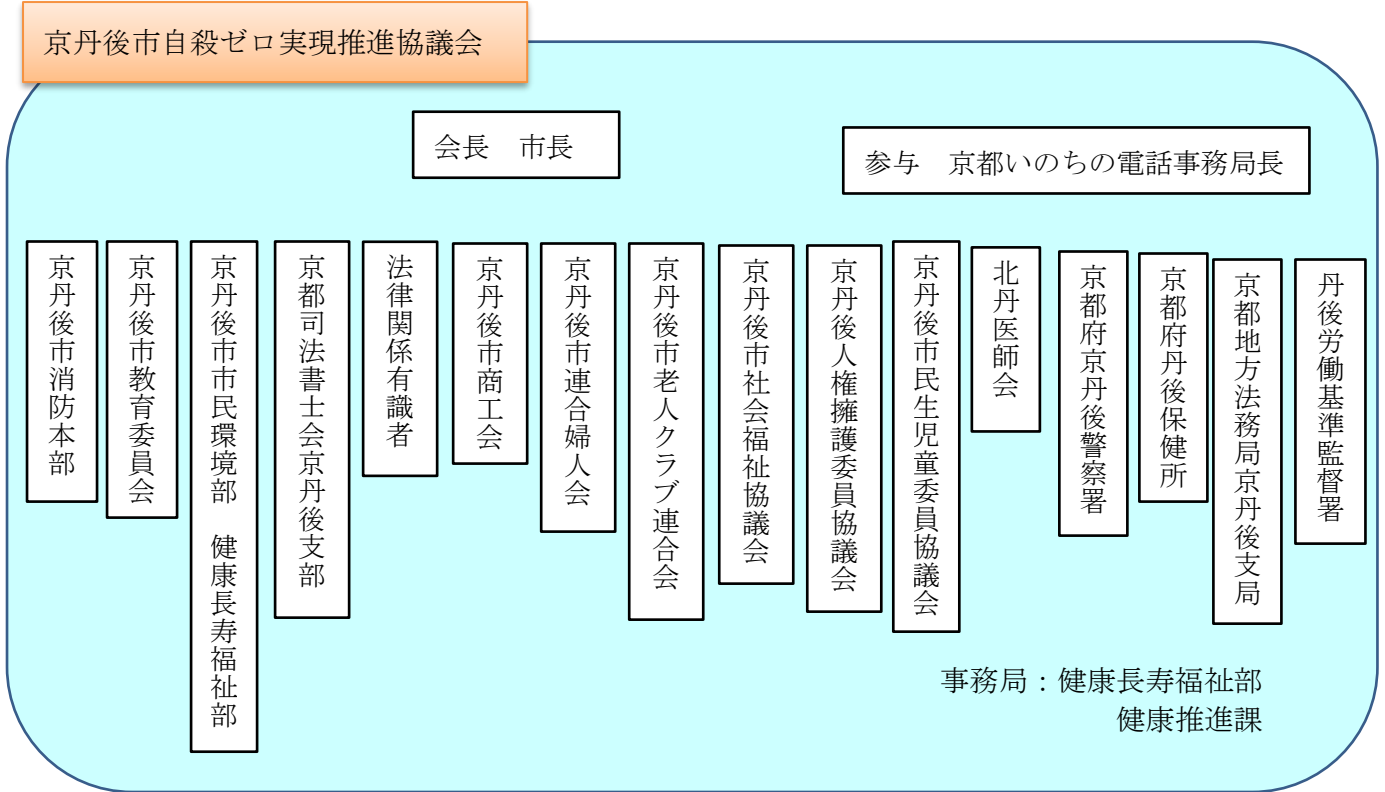 京丹後市自殺ゼロ実現推進協議会
会長　市長
参与　京都いのちの電話事務局長
丹後労働基準監督署
京都地方法務局京丹後支局
京都府丹後保健所
京都府京丹後警察署
北丹医師会
京丹後市民生児童委員協議会
京丹後人権擁護委員協議会
京丹後市社会福祉協議会
京丹後市老人クラブ連合会
京丹後市連合婦人会
京丹後市商工会
法律関係有識者
京都司法書士会京丹後支部
京丹後市市民環境部　健康長寿福祉部
京丹後市教育委員会
京丹後市消防本部
事務局：健康長寿福祉部
健康推進課